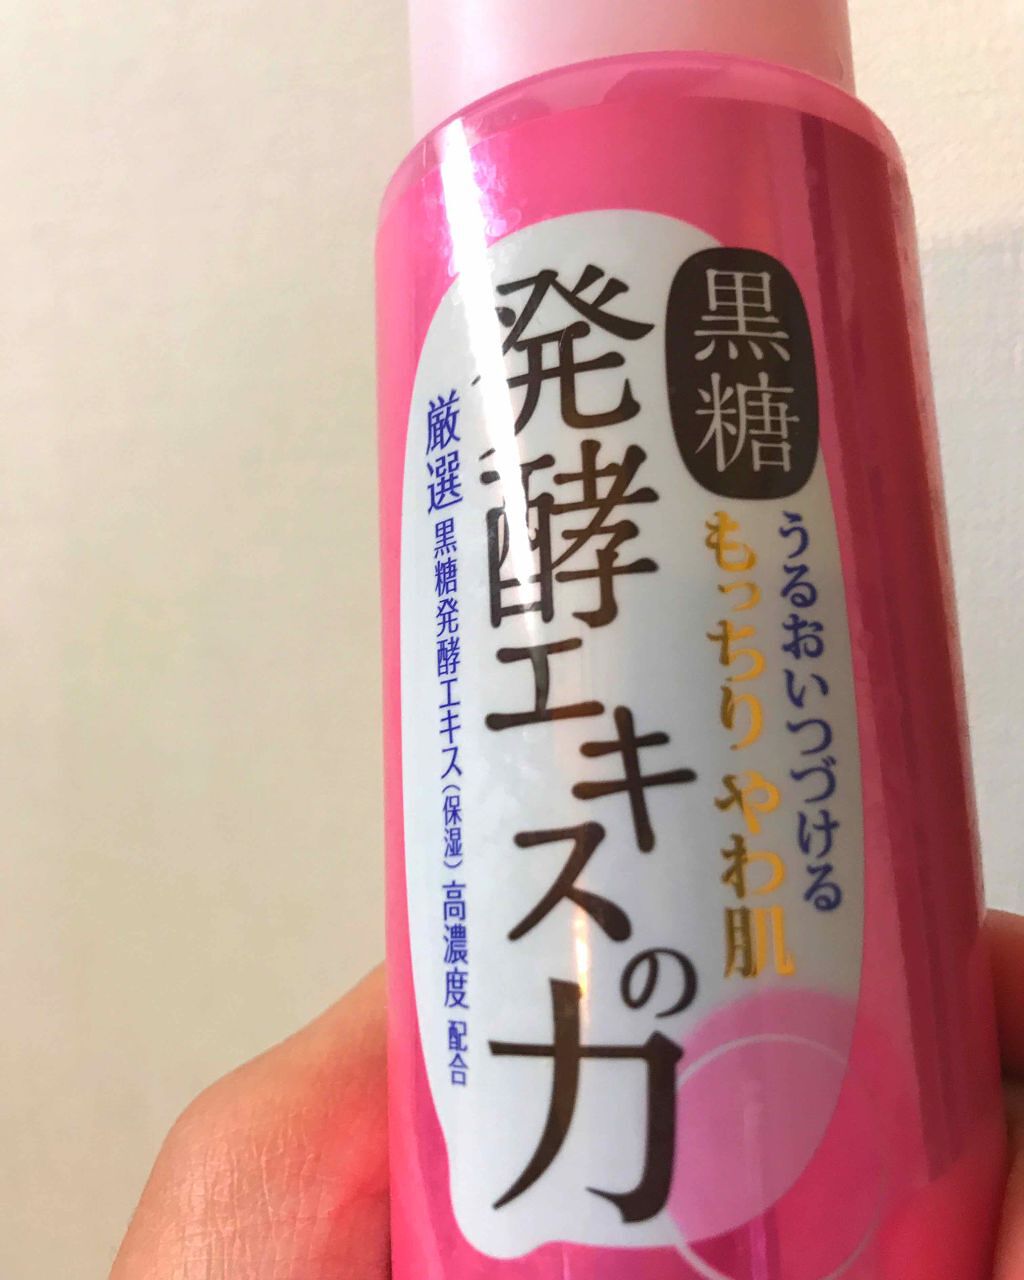 黒糖
うるおいつづける
もっちり やわ肌
発酵エキスの力
厳選 黒糖発酵エキス(保湿) 高濃度 配合